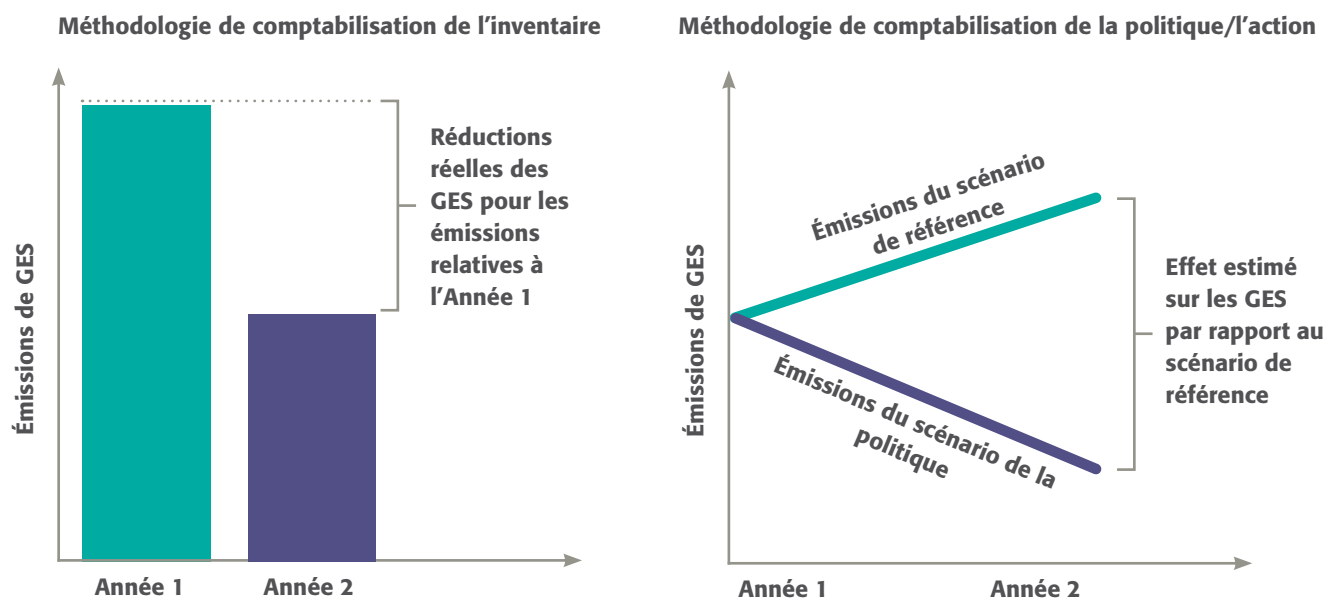 Méthodologie de comptabilisation de l'inventaire
Émissions de GES
Réductions
réelles des
GES pour les
émissions
relatives à
l'Année 1
Année 1
Année 2
Méthodologie de comptabilisation de la politique/l'action
Émissions de GES
Émissions du scénario
de référence
Émissions du scénario de la
politique
Effet estimé
sur les GES
par rapport au
scénario de
référence
Année 1
Année 2